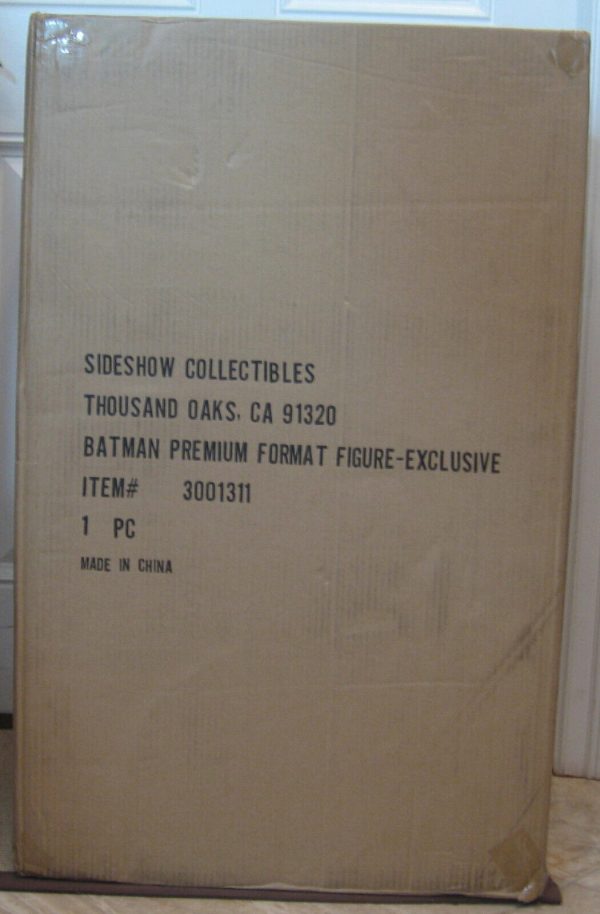 SIDESHOW COLLECTIBLES
THOUSAND OAKS, CA 91320
BATMAN PREMIUM FORMAT FIGURE-EXCLUSIVE
ITEM# 3001311
1 PC
MADE IN CHINA